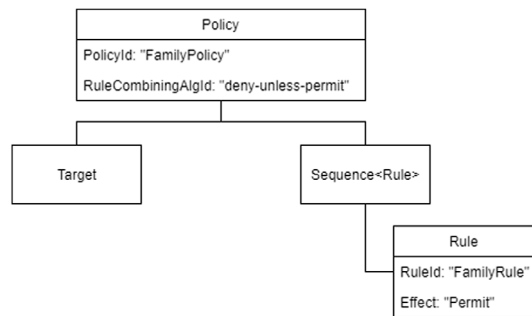 Policy
PolicyId: "FamilyPolicy"
RuleCombiningAlgId: "deny-unless-permit"
Target
Sequence<Rule>
Rule
RuleId: "FamilyRule"
Effect: "Permit"